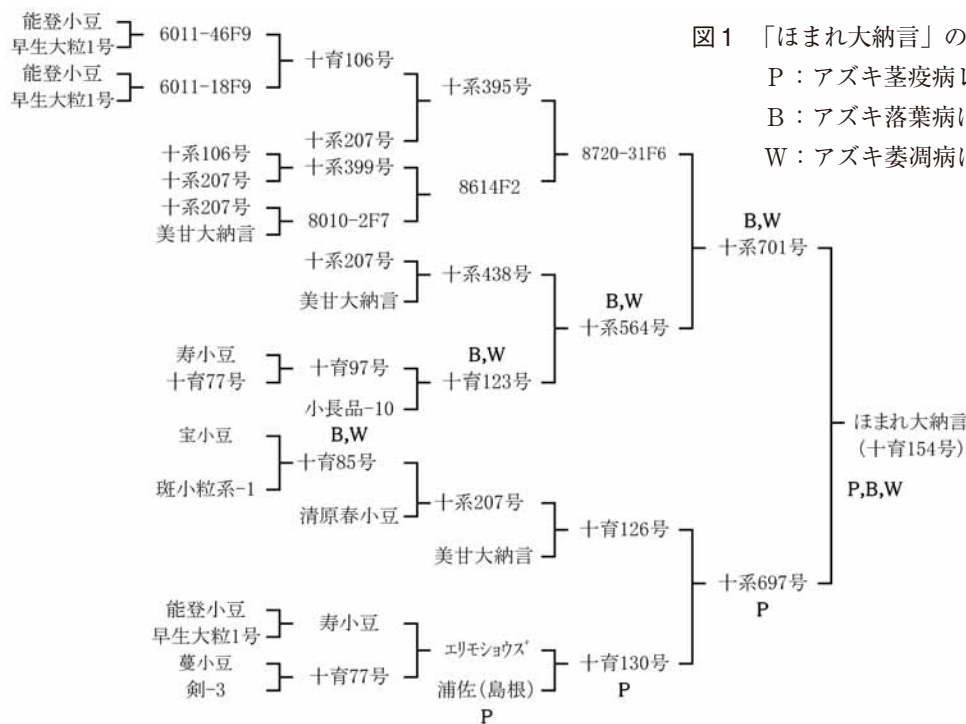 図1 「ほまれ大納言」の
P：アズキ茎疫病
B：アズキ落葉病
W：アズキ萎凋病
能登小豆
早生大粒1号
6011-46F9
能登小豆
早生大粒1号
6011-18F9
十育106号
十系207号
十系395号
十系106号
十系207号
十系399号
十系207号
美甘大納言
8010-2F7
8614F2
8720-31F6
十系207号
美甘大納言
十系438号
寿小豆
十育77号
十育97号
小長品-10
B,W
十育123号
B,W
十系564号
B,W
十系701号
宝小豆
斑小粒系-1
B,W
十育85号
清原春小豆
十系207号
美甘大納言
十育126号
能登小豆
早生大粒1号
寿小豆
蔓小豆
剣-3
十育77号
エリモショウズ
浦佐(島根)
P
十育130号
P
十系697号
P
ほまれ大納言
(十育154号)
P,B,W